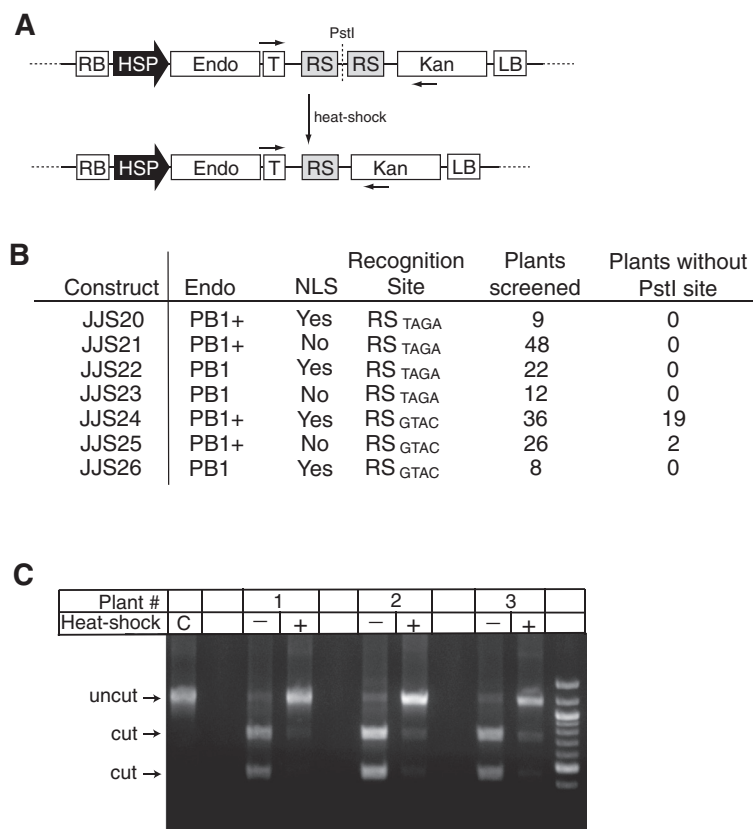 A
PstI
RB HSP Endo T RS RS Kan LB
heat-shock
RB HSP Endo T RS Kan LB
B
Construct Endo NLS Recognition Site Plants screened Plants without PstI site
JJS20 PB1+ Yes RS TAGA 9 0
JJS21 PB1+ No RS TAGA 48 0
JJS22 PB1 Yes RS TAGA 22 0
JJS23 PB1 No RS TAGA 12 0
JJS24 PB1+ Yes RS GTAC 36 19
JJS25 PB1+ No RS GTAC 26 2
JJS26 PB1 Yes RS GTAC 8 0
C
Plant # 1 2 3
Heat-shock C – + – + – +
uncut
cut
cut